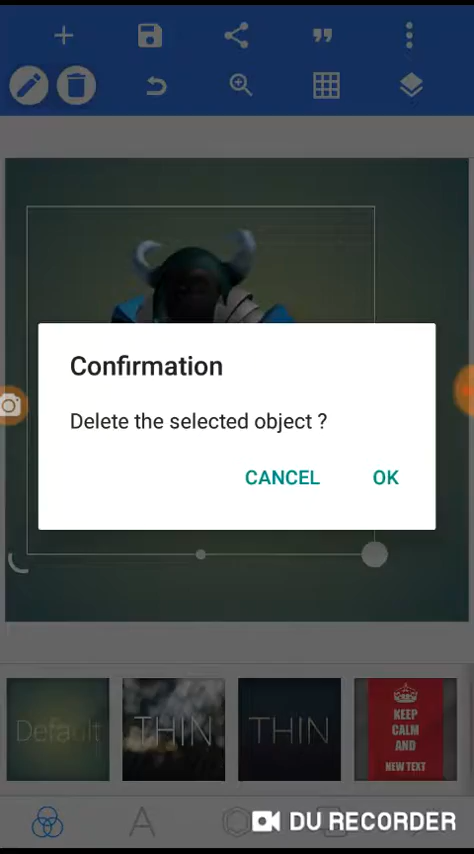 Confirmation
Delete the selected object ?
CANCEL OK
Default THIN THIN KEEP
CALM
AND
NEW TEXT
A
DU RECORDER